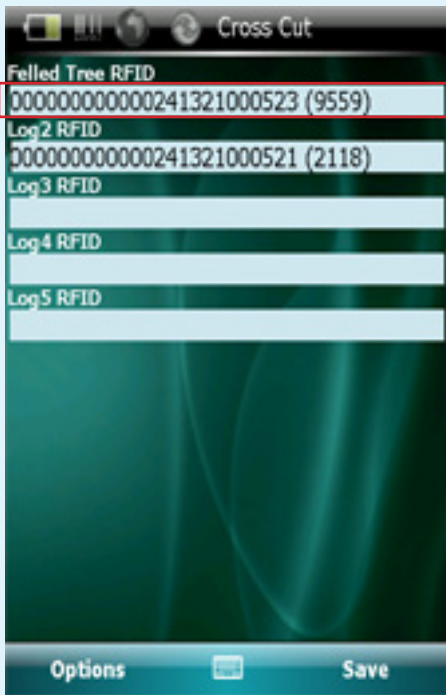 Cross Cut
Felled Tree RFID
000000000000241321000523 (9559)
Log2 RFID
000000000000241321000521 (2118)
Log3 RFID
Log4 RFID
Log5 RFID
Options
Save